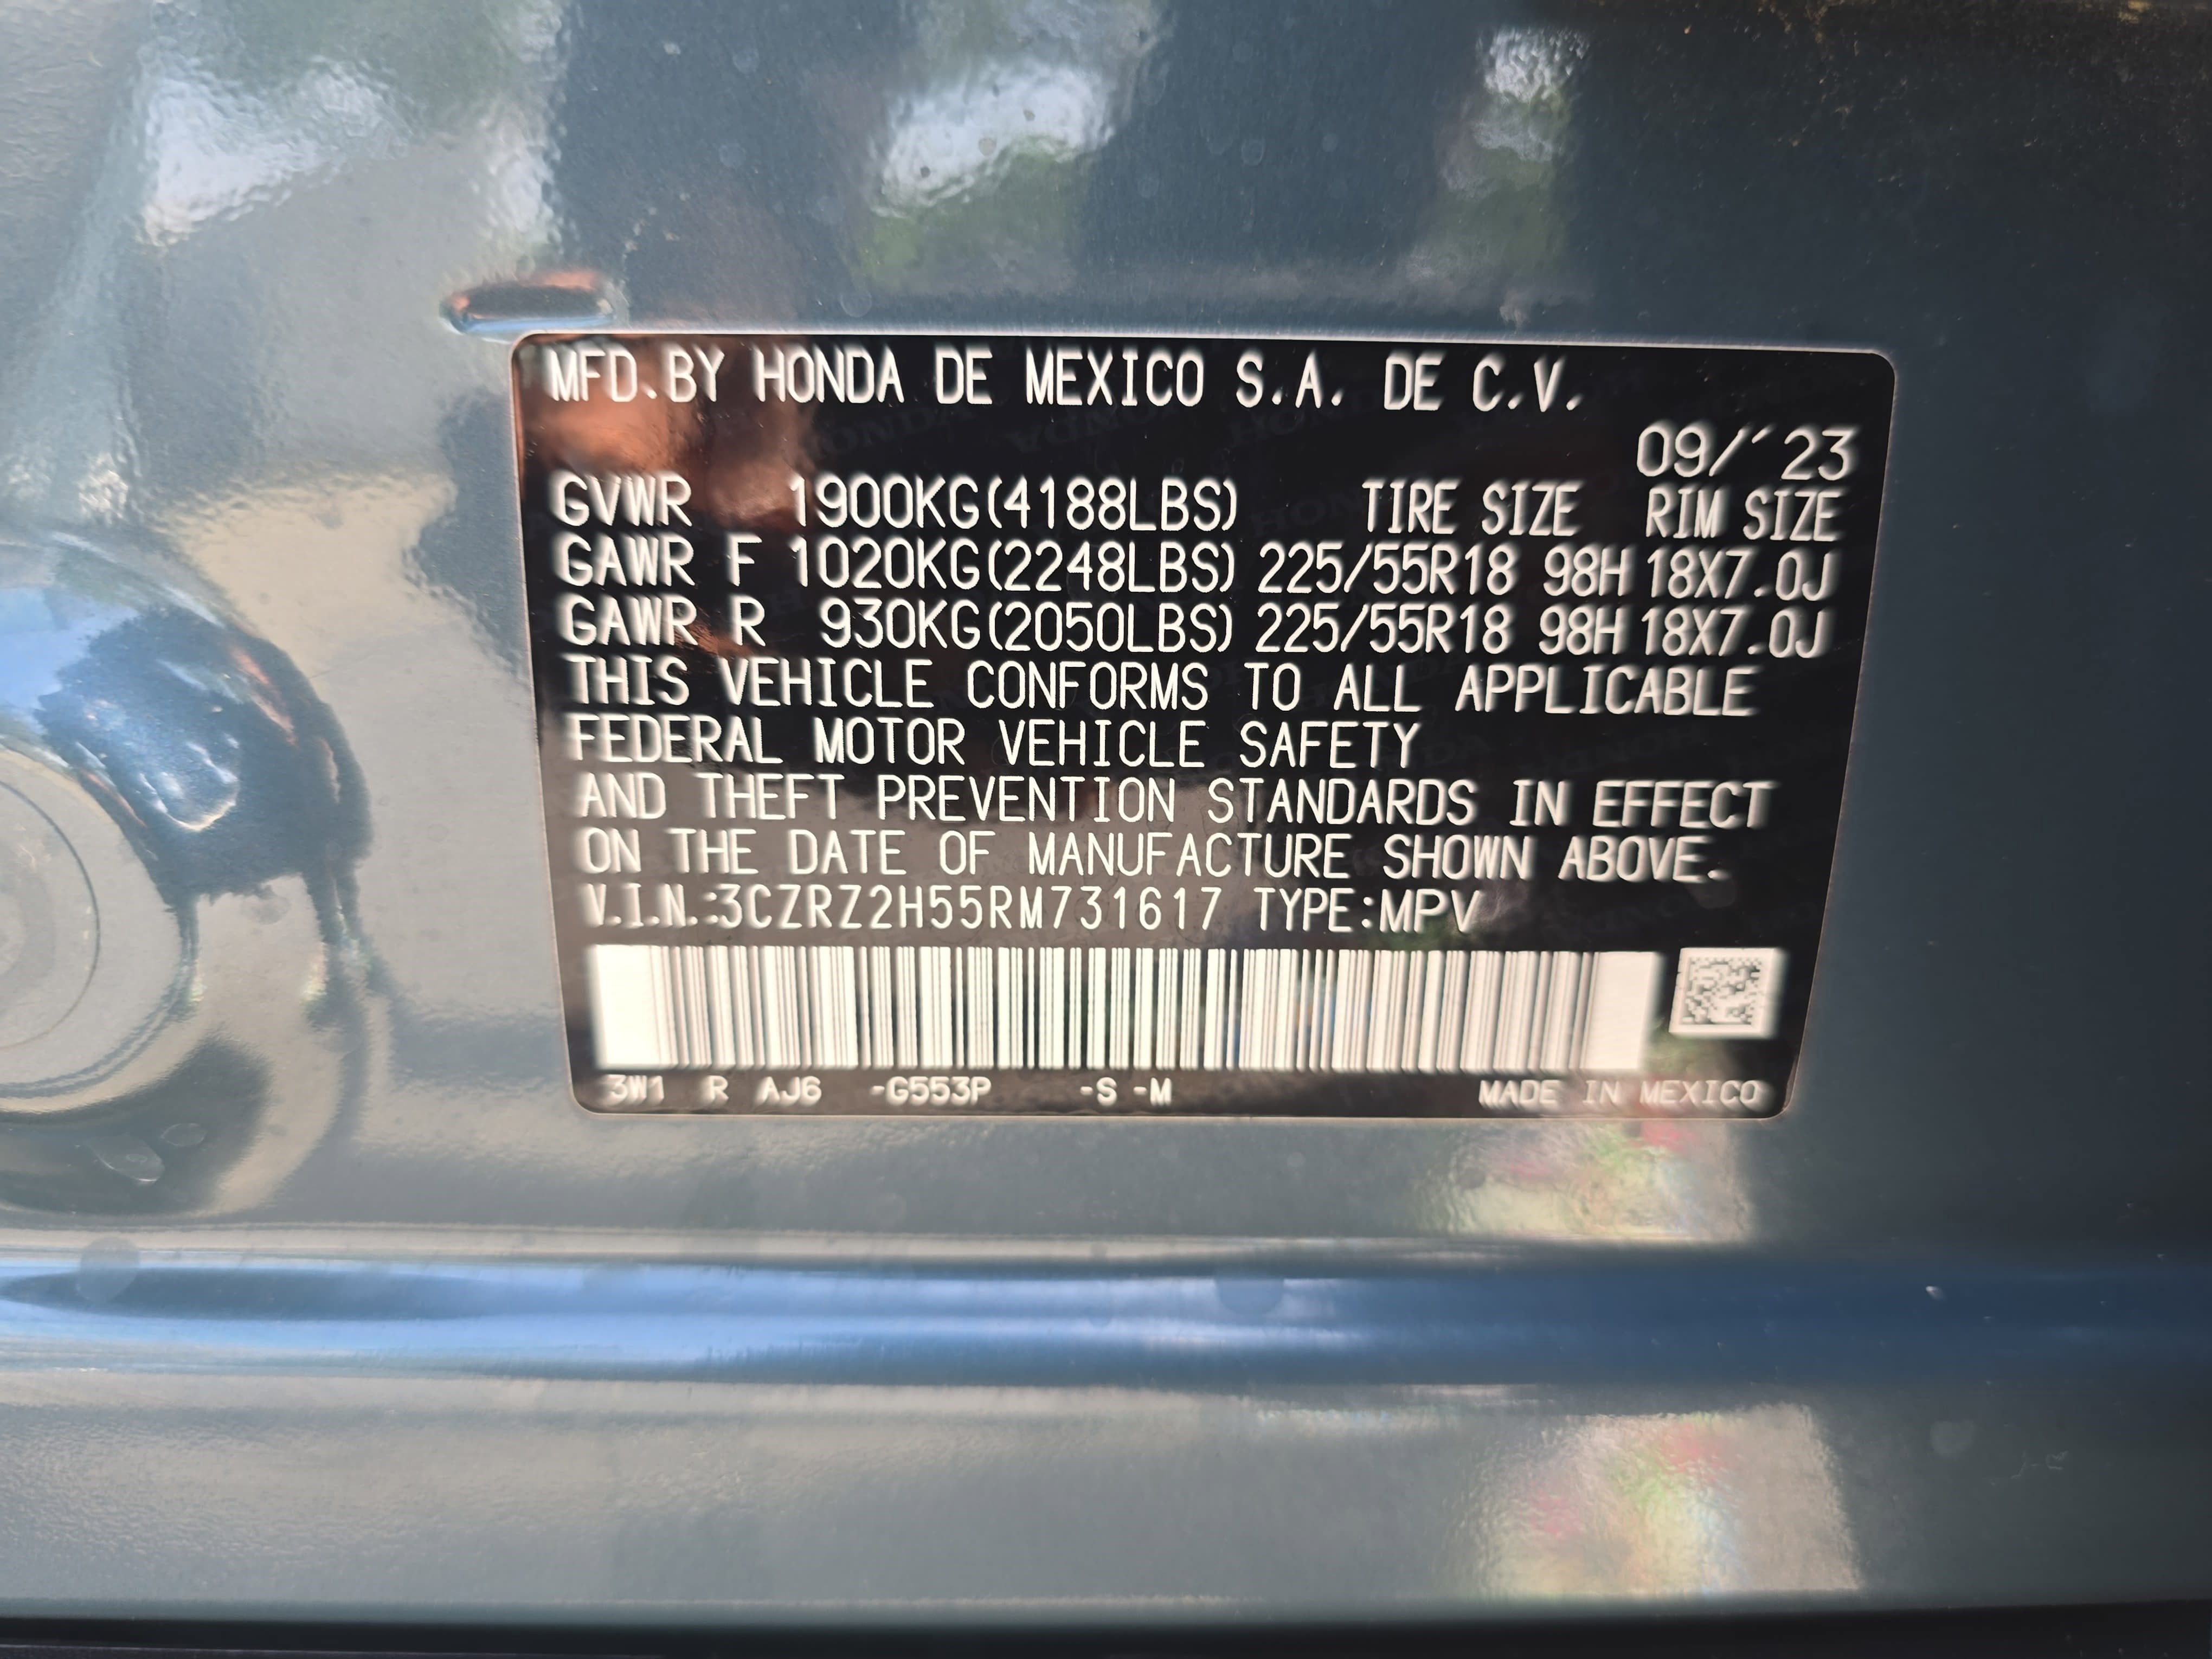 MFD.BY HONDA DE MEXICO S.A. DE C.V.
09/´23
GVWR 1900KG(4188LBS) TIRE SIZE RIM SIZE
GAWR F 1020KG(2248LBS) 225/55R18 98H 18X7.0J
GAWR R 930KG(2050LBS) 225/55R18 98H 18X7.0J
THIS VEHICLE CONFORMS TO ALL APPLICABLE
FEDERAL MOTOR VEHICLE SAFETY
AND THEFT PREVENTION STANDARDS IN EFFECT
ON THE DATE OF MANUFACTURE SHOWN ABOVE.
V.I.N.:3CZRZ2H55RM731617 TYPE:MPV
3W1 R AJ6 -G553P -S -M MADE IN MEXICO